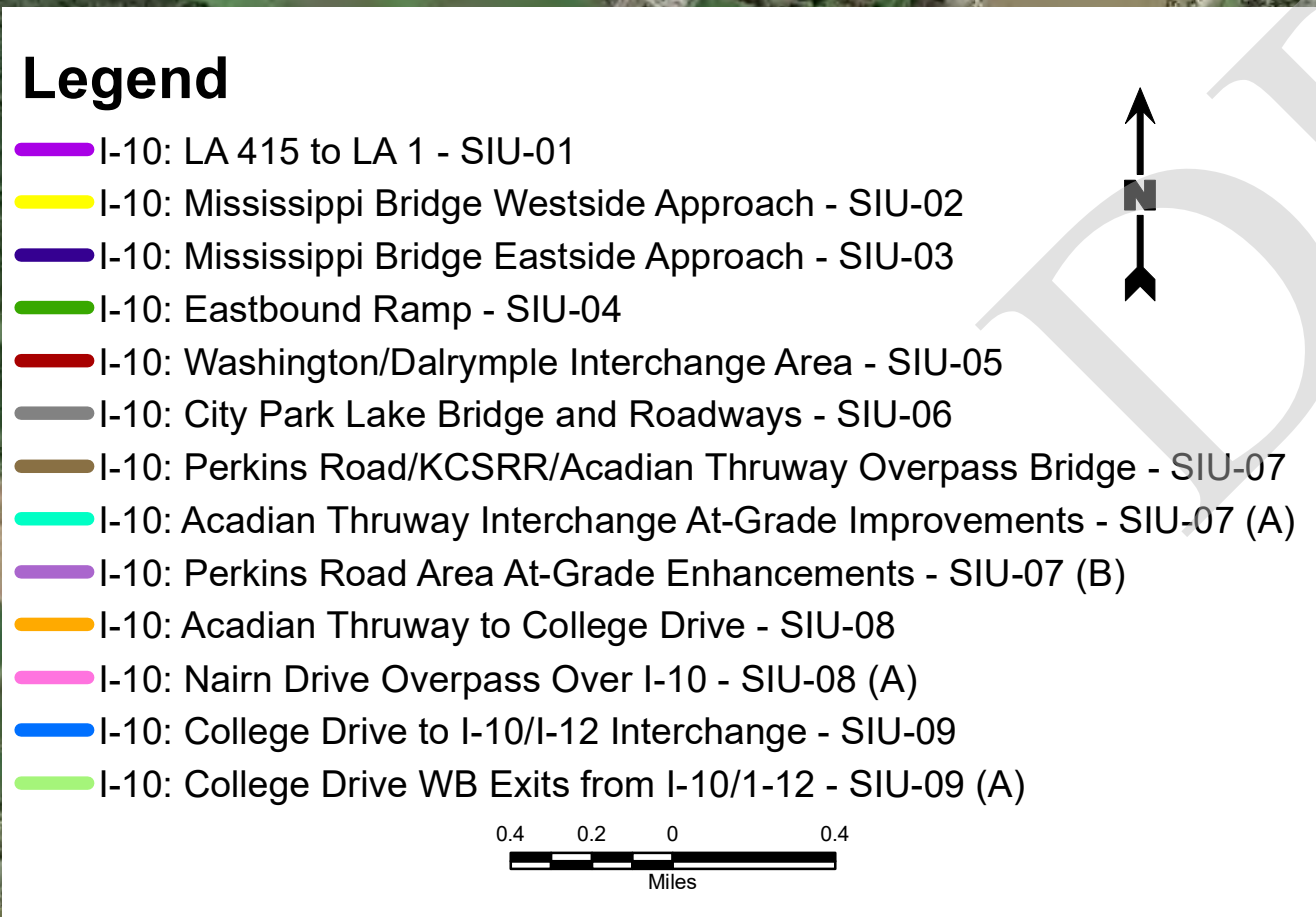 Legend
I-10: LA 415 to LA 1 - SIU-01
I-10: Mississippi Bridge Westside Approach - SIU-02
I-10: Mississippi Bridge Eastside Approach - SIU-03
I-10: Eastbound Ramp - SIU-04
I-10: Washington/Dalrymple Interchange Area - SIU-05
I-10: City Park Lake Bridge and Roadways - SIU-06
I-10: Perkins Road/KCSRR/Acadian Thruway Overpass Bridge - SIU-07
I-10: Acadian Thruway Interchange At-Grade Improvements - SIU-07 (A)
I-10: Perkins Road Area At-Grade Enhancements - SIU-07 (B)
I-10: Acadian Thruway to College Drive - SIU-08
I-10: Nairn Drive Overpass Over I-10 - SIU-08 (A)
I-10: College Drive to I-10/I-12 Interchange - SIU-09
I-10: College Drive WB Exits from I-10/1-12 - SIU-09 (A)
N
0.4 0.2 0 0.4
Miles